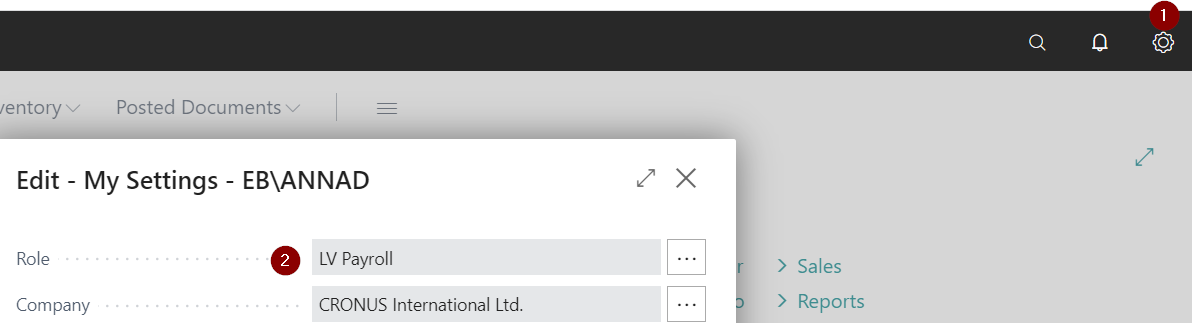 1
ventory Posted Documents
Edit - My Settings - EB\ANNAD
Role 2 LV Payroll ...
Company CRONUS International Ltd. ...
r > Sales
o > Reports